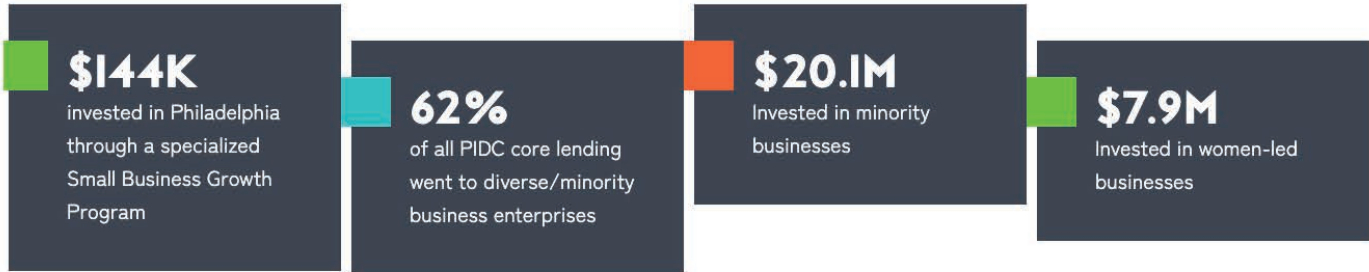 $144K
invested in Philadelphia
through a specialized
Small Business Growth
Program
62%
of all PIDC core lending
went to diverse/minority
business enterprises
$20.1M
Invested in minority
businesses
$7.9M
Invested in women-led
businesses